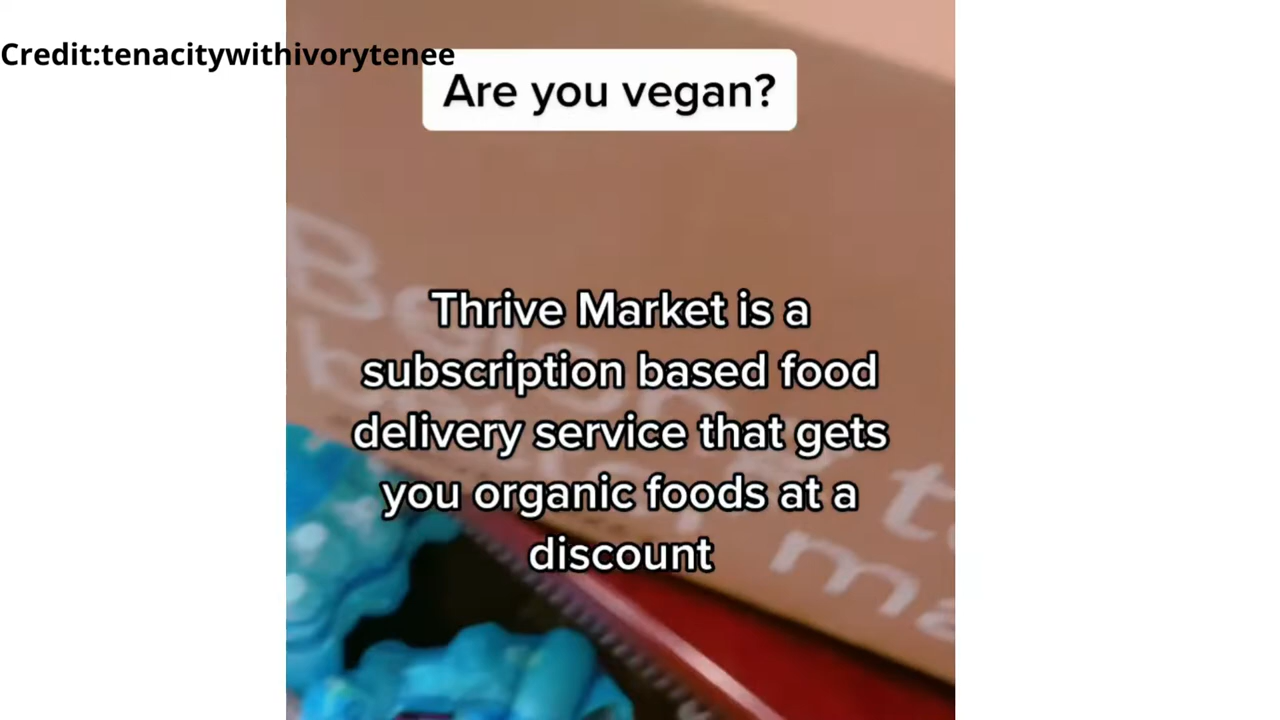 Credit:tenacitywithivorytenee
Are you vegan?
Thrive Market is a
subscription based food
delivery service that gets
you organic foods at a
discount